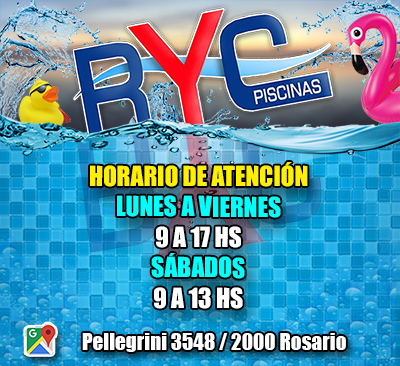 RYC
PISCINAS
HORARIO DE ATENCIÓN
LUNES A VIERNES
9 A 17 HS
SÁBADOS
9 A 13 HS
G
Pellegrini 3548 / 2000 Rosario